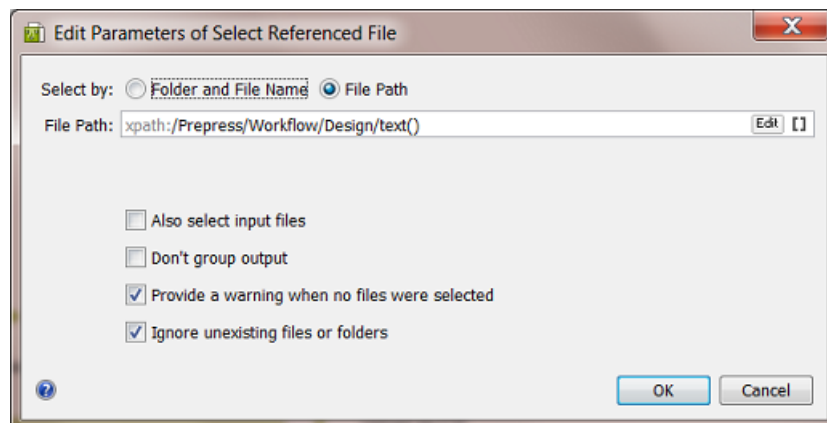 Edit Parameters of Select Referenced File
Select by: Folder and File Name File Path
File Path: xpath:/Prepress/Workflow/Design/text() Edit []
Also select input files
Don't group output
Provide a warning when no files were selected
Ignore unexisting files or folders
? OK Cancel